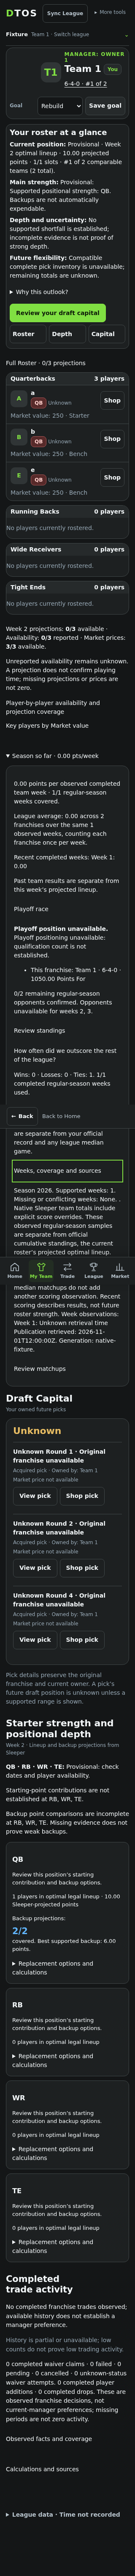 DTOS
Sync League
More tools
Fixture Team 1 · Switch league
T1
MANAGER: OWNER 1
Team 1 You
6-4-0 · #1 of 2
Goal
Rebuild
Save goal
Your roster at a glance
Current position: Provisional · Week
2 optimal lineup: 10.00 projected
points · 1/1 slots · #1 of 2 comparable
teams (2 total).
Main strength: Provisional:
Supported positional strength: QB.
Backups are not automatically
expendable.
Depth and uncertainty: No
supported shortfall is established;
complete evidence is not proof of
strong depth.
Future flexibility: Compatible
complete pick inventory is unavailable;
remaining totals are unknown.
Why this outlook?
Review your draft capital
Roster
Depth
Capital
Full Roster · 0/3 projections
Quarterbacks 3 players
A
a
QB Unknown
Market value: 250 · Starter
Shop
B
b
QB Unknown
Market value: 250 · Bench
Shop
E
e
QB Unknown
Market value: 250 · Bench
Shop
Running Backs 0 players
No players currently rostered.
Wide Receivers 0 players
No players currently rostered.
Tight Ends 0 players
No players currently rostered.
Week 2 projections: 0/3 available ·
Availability: 0/3 reported · Market prices:
3/3 available.
Unreported availability remains unknown.
A projection does not confirm playing
time; missing projections or prices are
not zero.
Player-by-player availability and
projection coverage
Key players by Market value
Season so far · 0.00 pts/week
0.00 points per observed completed
team week · 1/1 regular-season
weeks covered.
League average: 0.00 across 2
franchises over the same 1
observed weeks, counting each
franchise once per week.
Recent completed weeks: Week 1:
0.00
Past team results are separate from
this week's projected lineup.
Playoff race
Playoff position unavailable.
Playoff positioning unavailable:
qualification count is not
established.
This franchise: Team 1 · 6-4-0 ·
1050.00 Points For
0/2 remaining regular-season
opponents confirmed. Opponents
unavailable for weeks 2, 3.
Review standings
How often did we outscore the rest
of the league?
Wins: 0 · Losses: 0 · Ties: 1. 1/1
completed regular-season weeks
used.
← Back
Back to Home
are separate from your official
record and any league median
game.
Weeks, coverage and sources
Season 2026. Supported weeks: 1.
Missing or conflicting weeks: None.
Native Sleeper team totals include
explicit score overrides. These
observed regular-season samples
are separate from official
cumulative standings, median
the current projected optimal lineup.
Home
My Team
Trade
League
Market
median matchups do not add
another scoring observation. Recent
scoring describes results, not future
roster strength. Week observations:
Week 1: Unknown retrieved time
Publication retrieved: 2026-11-
01T12:00:00Z. Generation: native-
fixture.
Review matchups
Draft Capital
Your owned future picks
Unknown
Unknown Round 1 · Original
franchise unavailable
Acquired pick · Owned by: Team 1
Market price not available
View pick
Shop pick
Unknown Round 2 · Original
franchise unavailable
Acquired pick · Owned by: Team 1
Market price not available
View pick
Shop pick
Unknown Round 4 · Original
franchise unavailable
Acquired pick · Owned by: Team 1
Market price not available
View pick
Shop pick
Pick details preserve the original
franchise and current owner. A pick's
future draft position is unknown unless a
supported range is shown.
Starter strength and
positional depth
Week 2 · Lineup and backup projections from
Sleeper
QB · RB · WR · TE: Provisional: check
dates and player availability.
Starting-point contributions are not
established at RB, WR, TE.
Backup point comparisons are incomplete
at RB, WR, TE. Missing evidence does not
prove weak backups.
QB
Review this position's starting
contribution and backup options.
1 players in optimal legal lineup · 10.00
Sleeper-projected points
Backup projections:
2/2
covered. Best supported backup: 6.00
points.
Replacement options and
calculations
RB
Review this position's starting
contribution and backup options.
0 players in optimal legal lineup
Replacement options and
calculations
WR
Review this position's starting
contribution and backup options.
0 players in optimal legal lineup
Replacement options and
calculations
TE
Review this position's starting
contribution and backup options.
0 players in optimal legal lineup
Replacement options and
calculations
Completed
trade activity
No completed franchise trades observed;
available history does not establish a
manager preference.
History is partial or unavailable; low
counts do not prove low trading activity.
0 completed waiver claims · 0 failed · 0
pending · 0 cancelled · 0 unknown-status
waiver attempts. 0 completed player
additions · 0 completed drops. These are
observed franchise decisions, not
current-manager preferences; missing
periods are not zero activity.
Observed facts and coverage
Calculations and sources
League data · Time not recorded